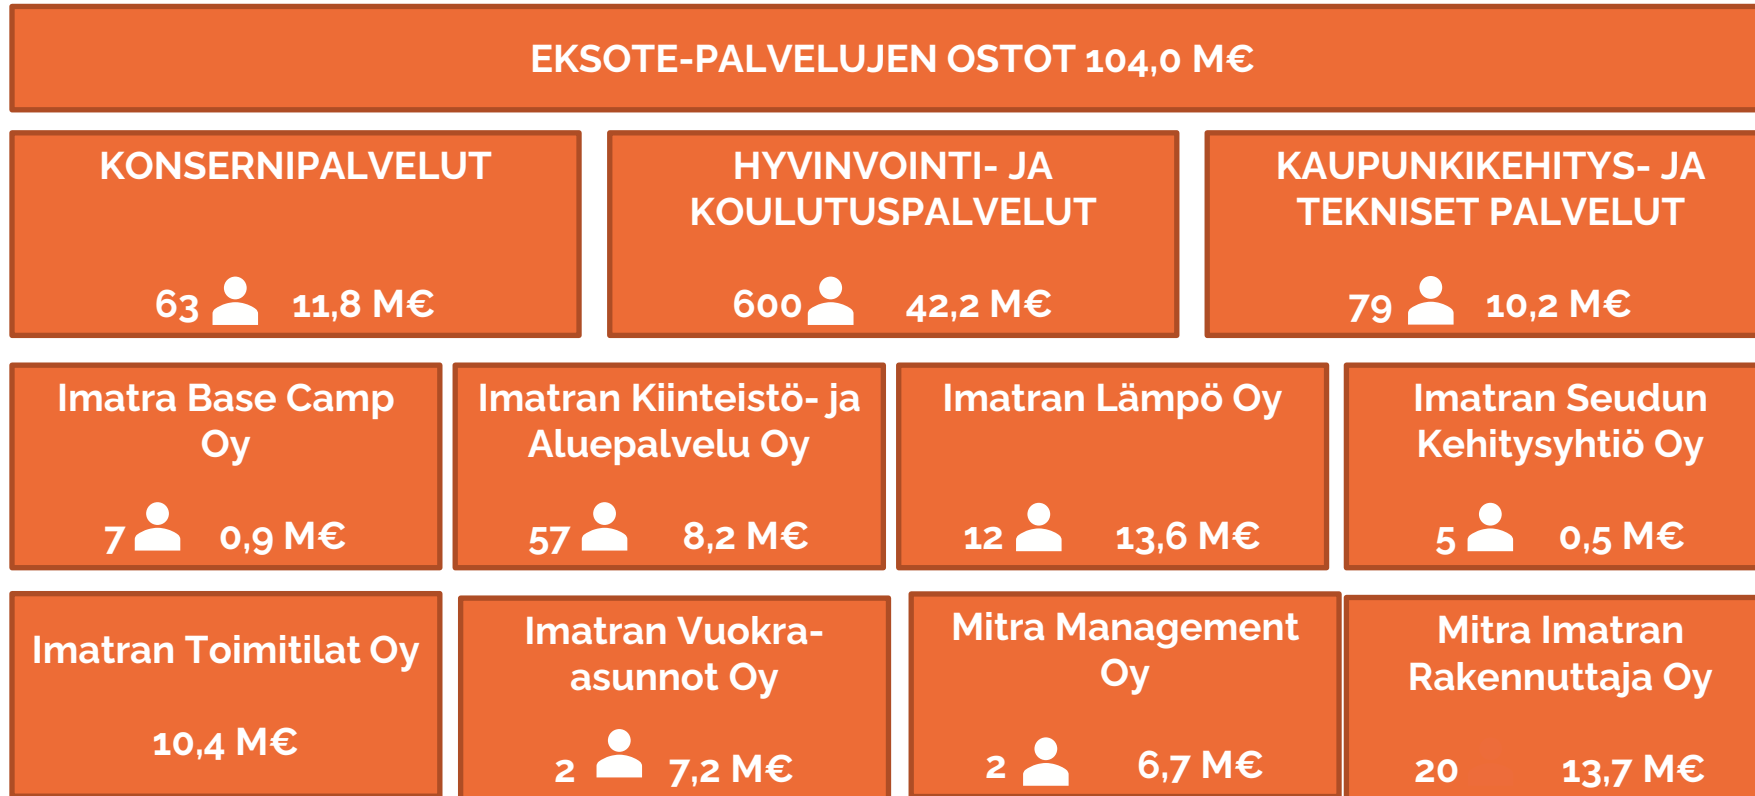 EKSOTE-PALVELUJEN OSTOT 104,0 M€
KONSERNIPALVELUT
63 11,8 M€
HYVINVOINTI- JA
KOULUTUSPALVELUT
600 42,2 M€
KAUPUNKIKEHITYS- JA
TEKNISET PALVELUT
79 10,2 M€
Imatra Base Camp
Oy
7 0,9 M€
Imatran Kiinteistö- ja
Aluepalvelu Oy
57 8,2 M€
Imatran Lämpö Oy
12 13,6 M€
Imatran Seudun
Kehitysyhtiö Oy
5 0,5 M€
Imatran Toimitilat Oy
10,4 M€
Imatran Vuokra-
asunnot Oy
2 7,2 M€
Mitra Management
Oy
2 6,7 M€
Mitra Imatran
Rakennuttaja Oy
20 13,7 M€